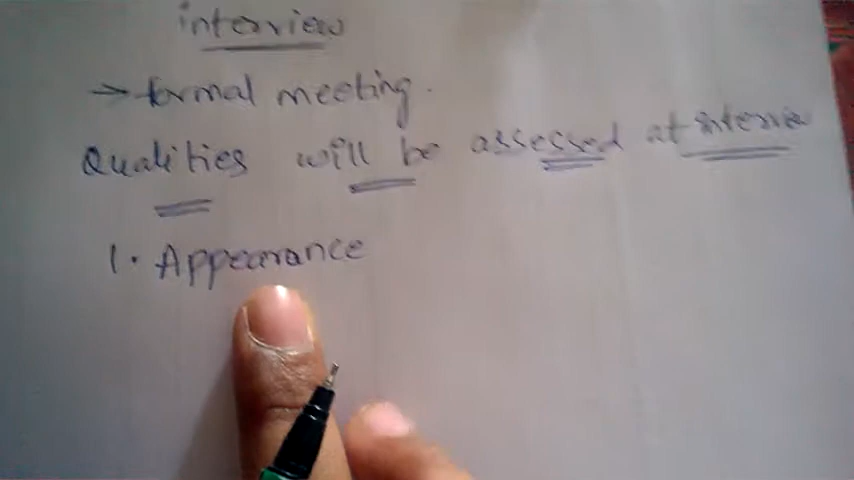 interview
→ formal meeting.
Qualities will be assessed at interview
1. Appearance